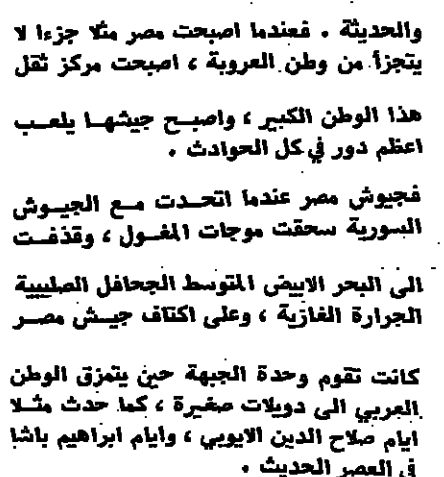 والحديثة . فعندما اصبحت مصر مثلا جزءا لا
يتجزأ من وطن العروبة ، اصبحت مركز ثقل
هذا الوطن الكبير ، واصبح جيشها يلعب
اعظم دور في كل الحوادث .
فجيوش مصر عندما اتحدت مع الجيوش
السورية سحقت موجات المغول ، وقذفت
الى البحر الابيض المتوسط الجحافل الصليبية
الجرارة الغازية ، وعلى اكتاف جيش مصر
كانت تقوم وحدة الجبهة حين يتمزق الوطن
العربي الى دويلات صغيرة ، كما حدث مثلا
ايام صلاح الدين الايوبي ، وايام ابراهيم باشا
في العصر الحديث .